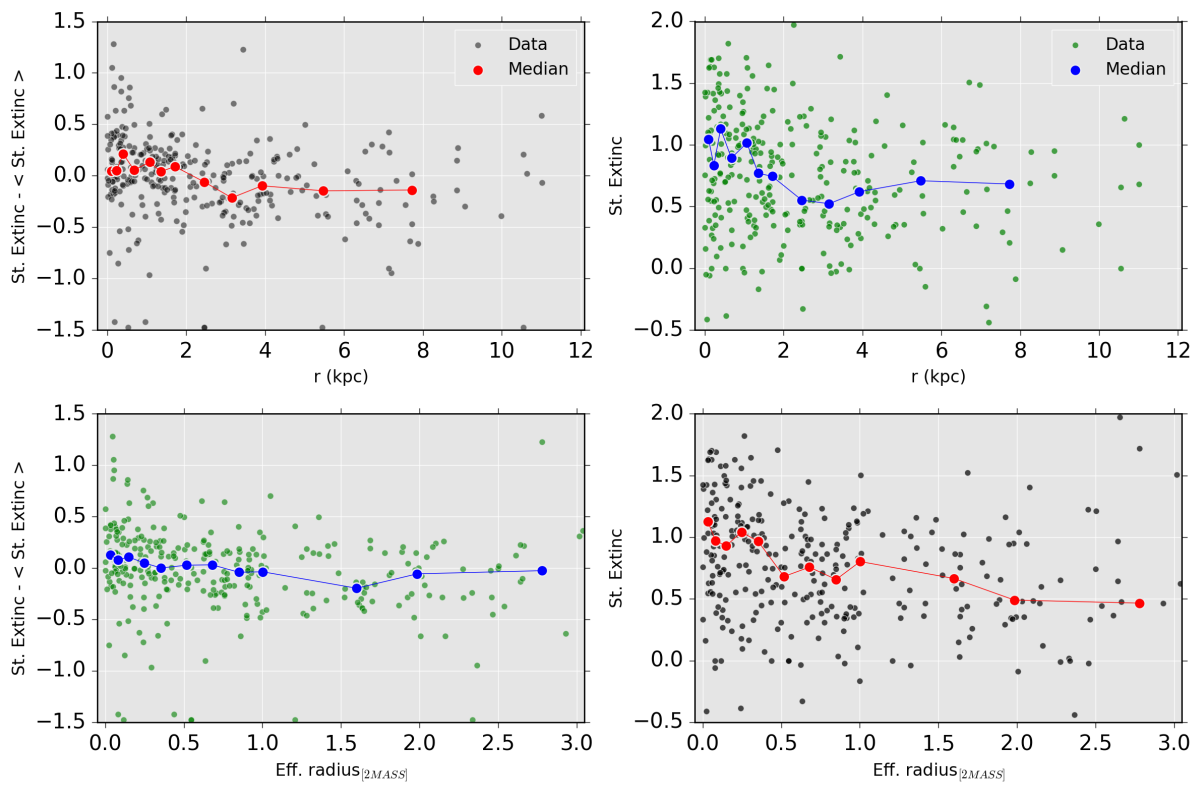 1.5
1.0
0.5
0.0
−0.5
−1.0
−1.5
St. Extinc - < St. Extinc >
Data
Median
0 2 4 6 8 10 12
r (kpc)
2.0
1.5
1.0
0.5
0.0
−0.5
St. Extinc
Data
Median
0 2 4 6 8 10 12
r (kpc)
1.5
1.0
0.5
0.0
−0.5
−1.0
−1.5
St. Extinc - < St. Extinc >
0.0 0.5 1.0 1.5 2.0 2.5 3.0
Eff. radius[2MASS]
2.0
1.5
1.0
0.5
0.0
−0.5
St. Extinc
0.0 0.5 1.0 1.5 2.0 2.5 3.0
Eff. radius[2MASS]